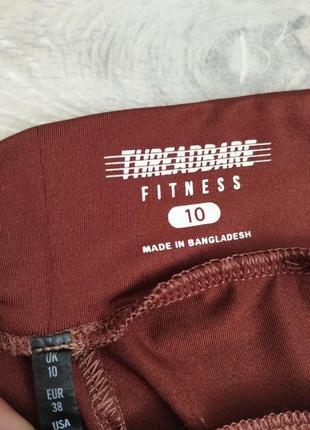 THREADBARE
FITNESS
10
MADE IN BANGLADESH
UK
10
EUR
38
USA